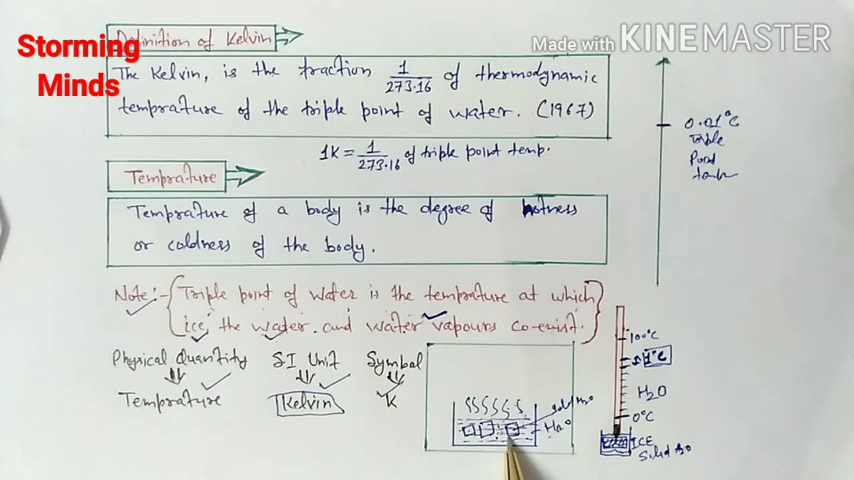 Storming
Minds
Made with KINEMASTER
Definition of Kelvin
The Kelvin, is the fraction 1/273.16 of thermodynamic
temprature of the triple point of water. (1967)
1K = 1/273.16 of triple point temp.
Temprature
Temprature of a body is the degree of hotness
or coldness of the body.
Note:- Triple point of water is the temprature at which
ice, the water and water vapours co-exist.
Physical Quantity SI Unit Symbol
Temprature Kelvin K
0.01°C
Triple
Point
100°C
H2O
0°C
ICE
Solid H2O
H2O